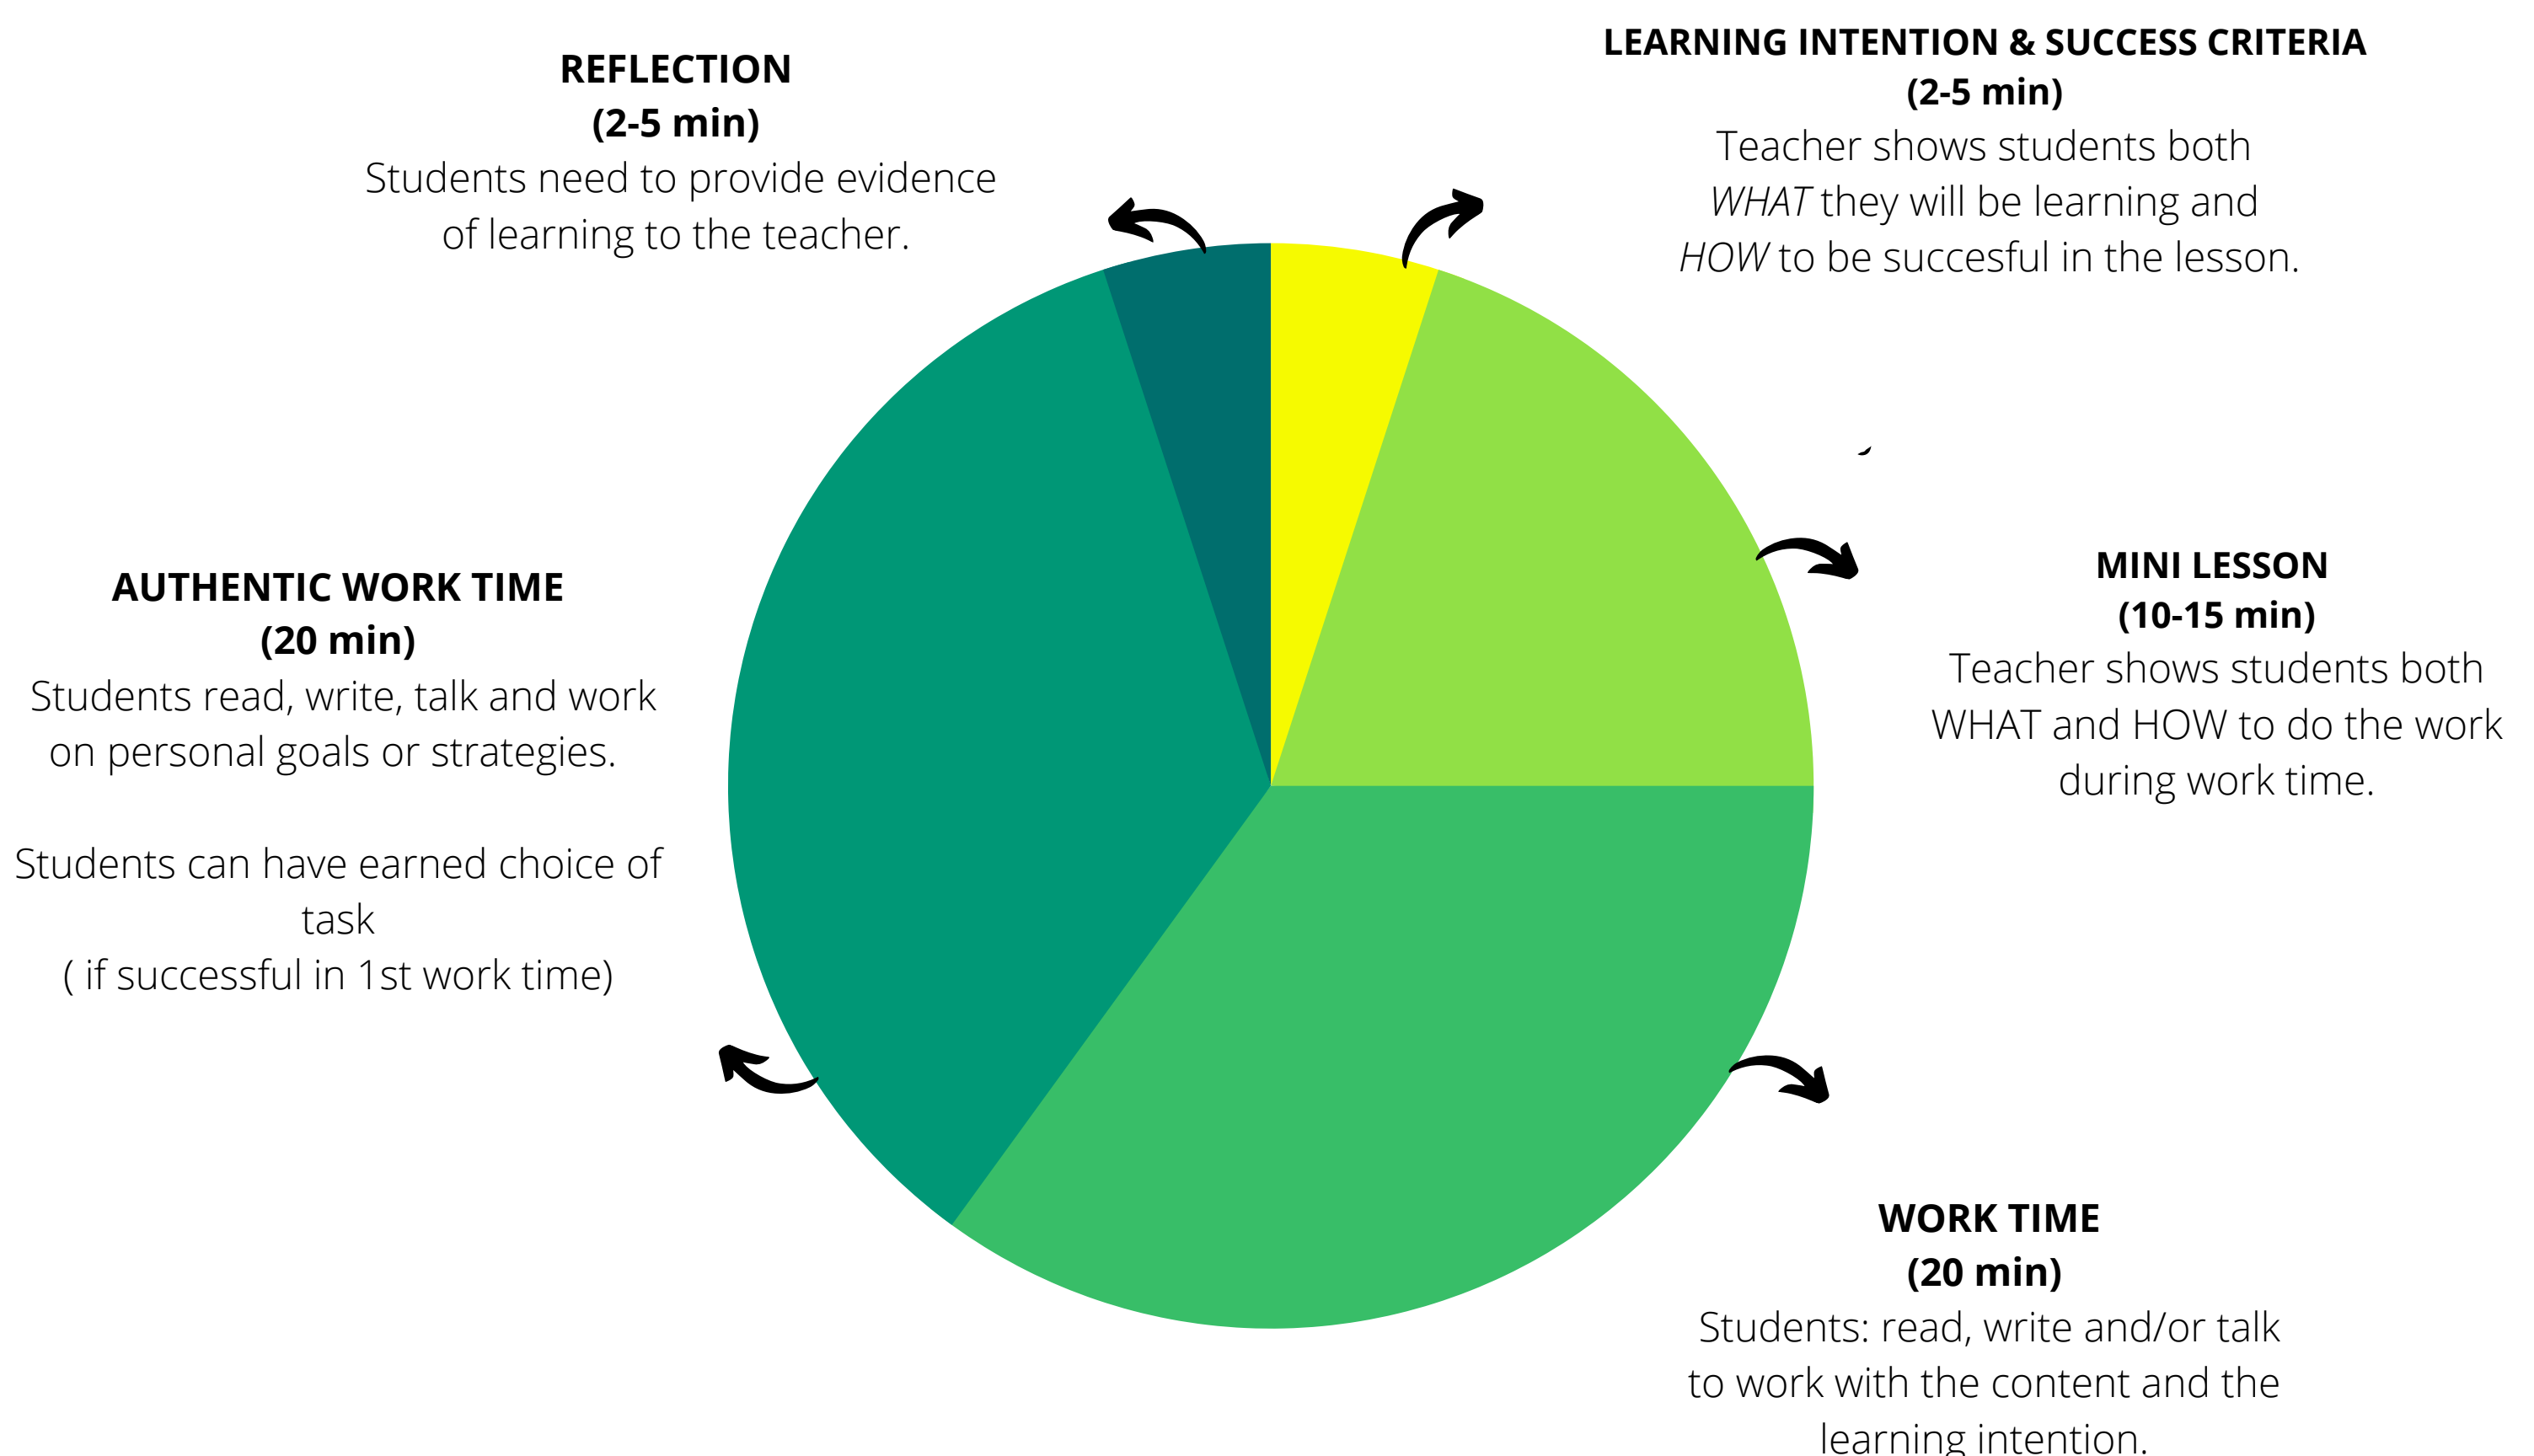 LEARNING INTENTION & SUCCESS CRITERIA
(2-5 min)
Teacher shows students both
WHAT they will be learning and
HOW to be succesful in the lesson.
MINI LESSON
(10-15 min)
Teacher shows students both
WHAT and HOW to do the work
during work time.
WORK TIME
(20 min)
Students: read, write and/or talk
to work with the content and the
learning intention.
AUTHENTIC WORK TIME
(20 min)
Students read, write, talk and work
on personal goals or strategies.
Students can have earned choice of
task
( if successful in 1st work time)
REFLECTION
(2-5 min)
Students need to provide evidence
of learning to the teacher.